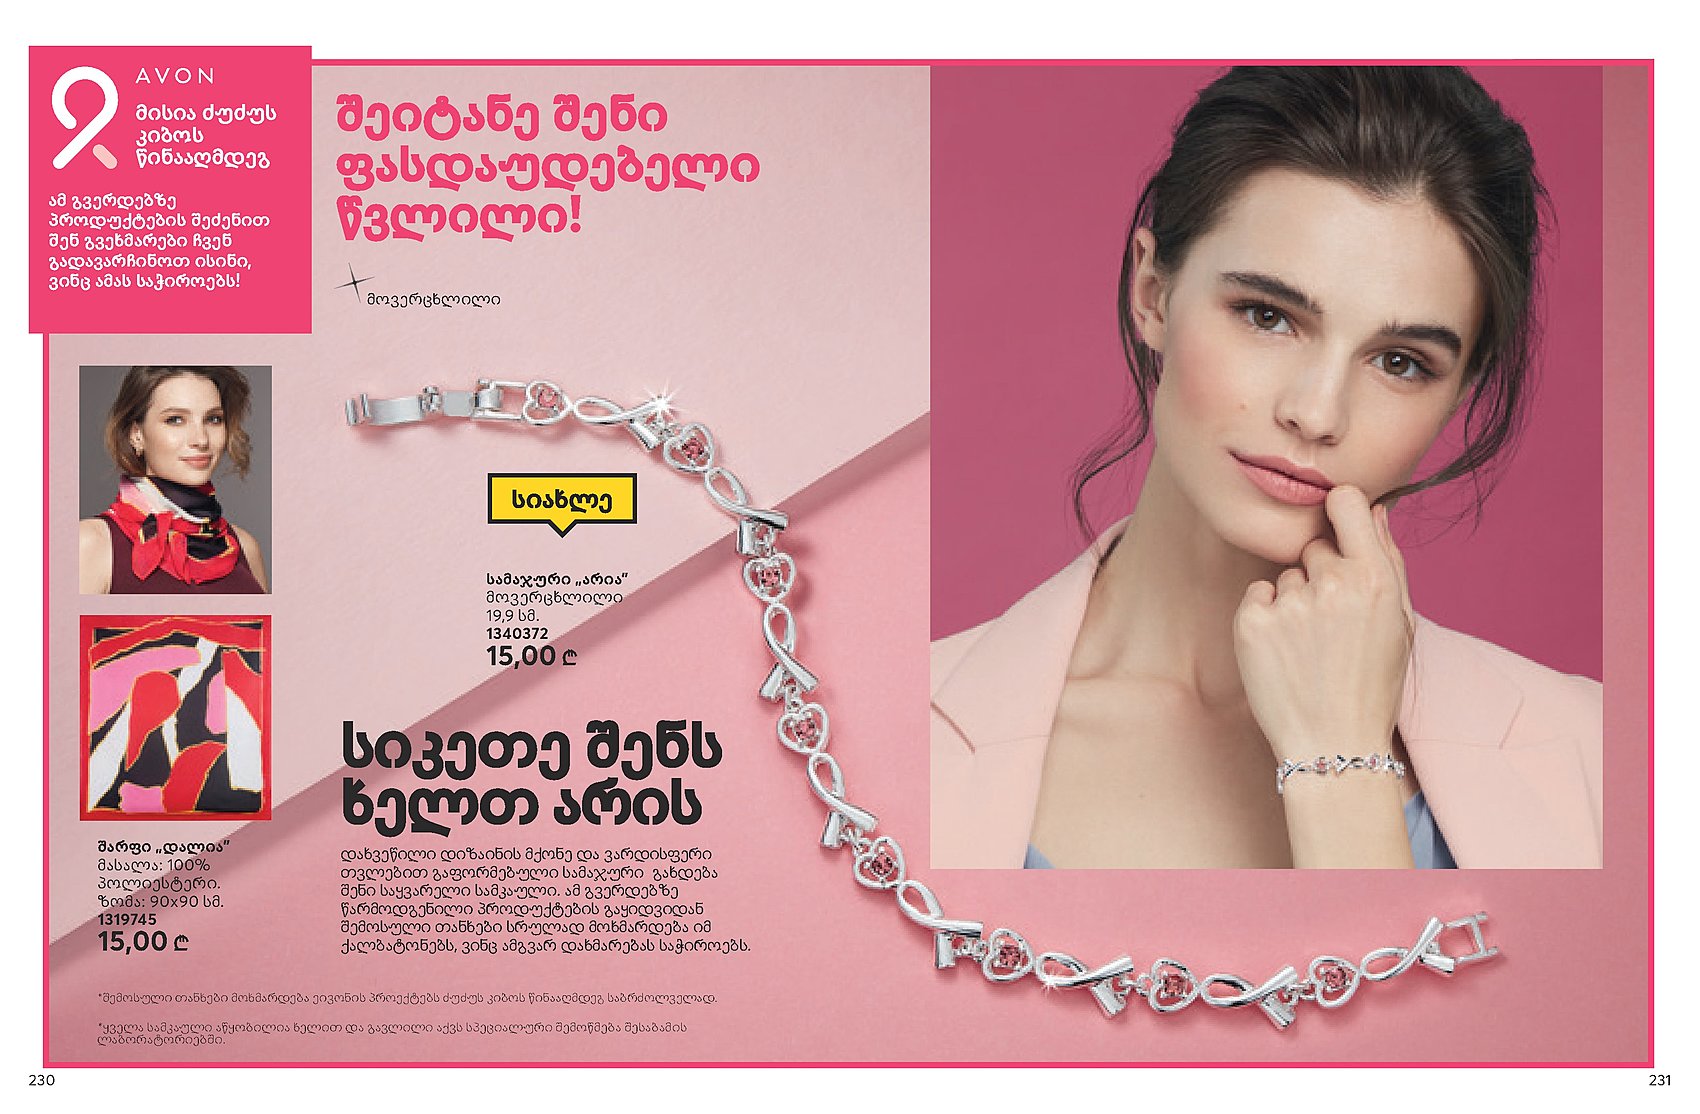 AVON
მისია ძუძუს
კიბოს
წინააღმდეგ
ამ გვერდებზე
პროდუქტების შეძენით
შენ გვეხმარები ჩვენ
გადავარჩინოთ ისინი,
ვინც ამას საჭიროებს!
შეიტანე შენი
ფასდაუდებელი
წვლილი!
მოვერცხლილი
სიახლე
სამაჯური „არია”
მოვერცხლილი
19,9 სმ.
1340372
15,00 ₾
შარფი „დალია”
მასალა: 100%
პოლიესტერი.
ზომა: 90x90 სმ.
1319745
15,00 ₾
სიკეთე შენს
ხელთ არის
დახვეწილი დიზაინის მქონე და ვარდისფერი
თვლებით გაფორმებული სამაჯური გახდება
შენი საყვარელი სამკაული. ამ გვერდებზე
წარმოდგენილი პროდუქტების გაყიდვიდან
შემოსული თანხები სრულად მოხმარდება იმ
ქალბატონებს, ვინც ამგვარ დახმარებას საჭიროებს.
*შემოსული თანხები მოხმარდება ეივონის პროექტებს ძუძუს კიბოს წინააღმდეგ საბრძოლველად.
*ყველა სამკაული აწყობილია ხელით და გავლილი აქვს სპეციალური შემოწმება შესაბამის
ლაბორატორიებში.
230
231